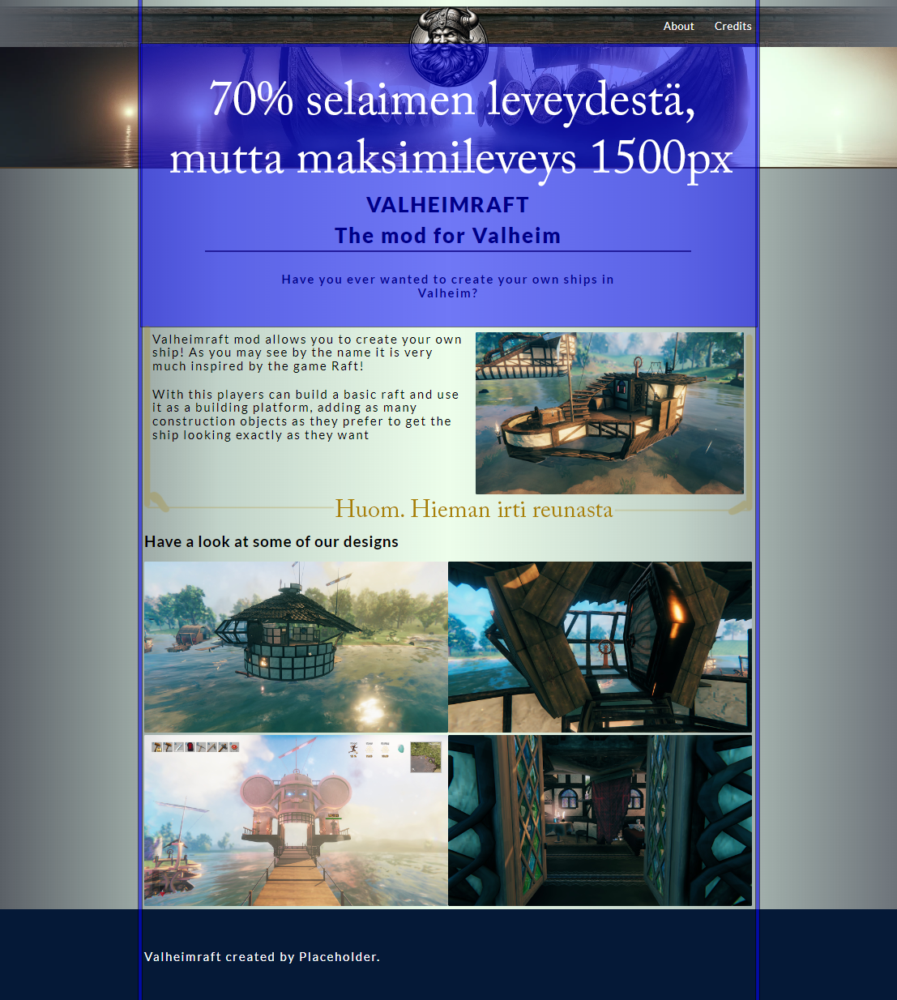 About Credits
70% selaimen leveydestä,
mutta maksimileveys 1500px
VALHEIMRAFT
The mod for Valheim
Have you ever wanted to create your own ships in
Valheim?
Valheimraft mod allows you to create your own
ship! As you may see by the name it is very
much inspired by the game Raft!
With this players can build a basic raft and use
it as a building platform, adding as many
construction objects as they prefer to get the
ship looking exactly as they want
Huom. Hieman irti reunasta
Have a look at some of our designs
Valheimraft created by Placeholder.